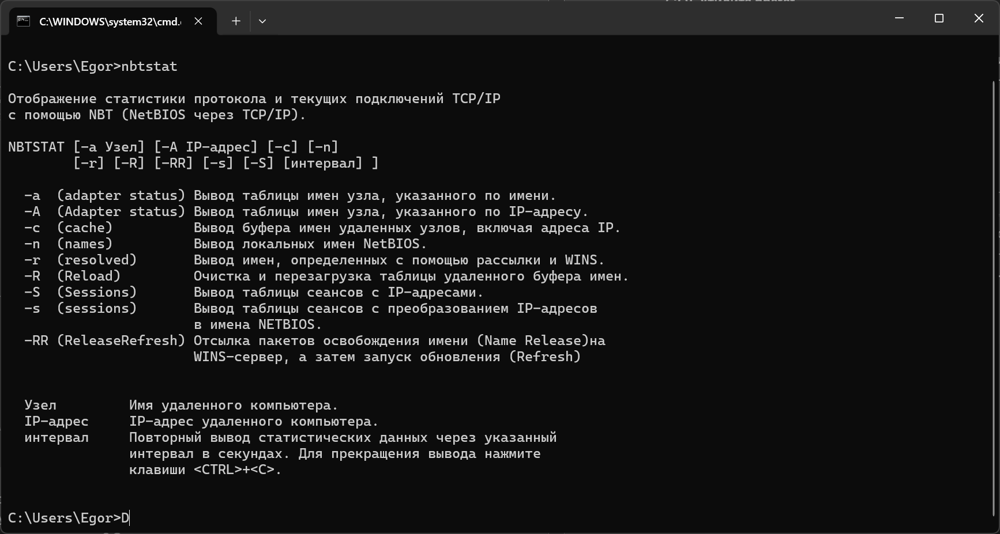 C:\WINDOWS\system32\cmd.
C:\Users\Egor>nbtstat
Отображение статистики протокола и текущих подключений TCP/IP
с помощью NBT (NetBIOS через TCP/IP).
NBTSTAT [-a Узел] [-A IP-адрес] [-c] [-n]
[-r] [-R] [-RR] [-s] [-S] [интервал] ]
-a (adapter status) Вывод таблицы имен узла, указанного по имени.
-A (Adapter status) Вывод таблицы имен узла, указанного по IP-адресу.
-c (cache) Вывод буфера имен удаленных узлов, включая адреса IP.
-n (names) Вывод локальных имен NetBIOS.
-r (resolved) Вывод имен, определенных с помощью рассылки и WINS.
-R (Reload) Очистка и перезагрузка таблицы удаленного буфера имен.
-S (Sessions) Вывод таблицы сеансов с IP-адресами.
-s (sessions) Вывод таблицы сеансов с преобразованием IP-адресов
в имена NETBIOS.
-RR (ReleaseRefresh) Отсылка пакетов освобождения имени (Name Release)на
WINS-сервер, а затем запуск обновления (Refresh)
Узел Имя удаленного компьютера.
IP-адрес IP-адрес удаленного компьютера.
интервал Повторный вывод статистических данных через указанный
интервал в секундах. Для прекращения вывода нажмите
клавиши <CTRL>+<C>.
C:\Users\Egor>D